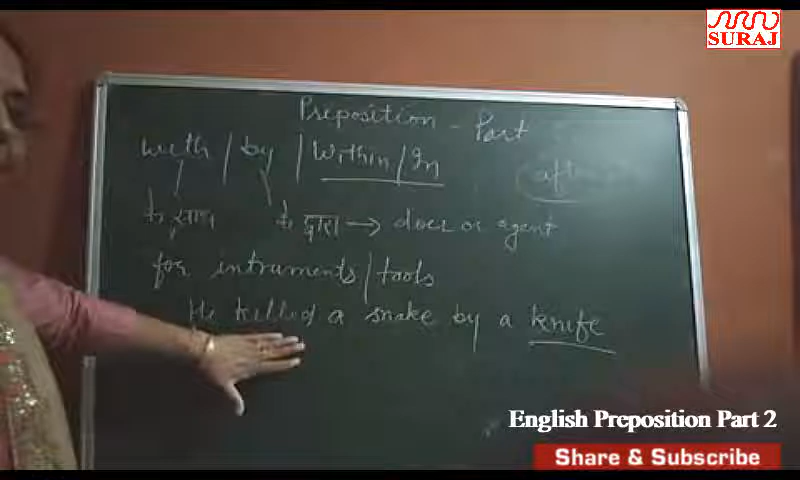 SURAJ
Preposition - Part
with / by / Within / In
aft
के साथ के द्वारा → doer or agent
for intruments / tools
He killed a snake by a knife
English Preposition Part 2
Share & Subscribe